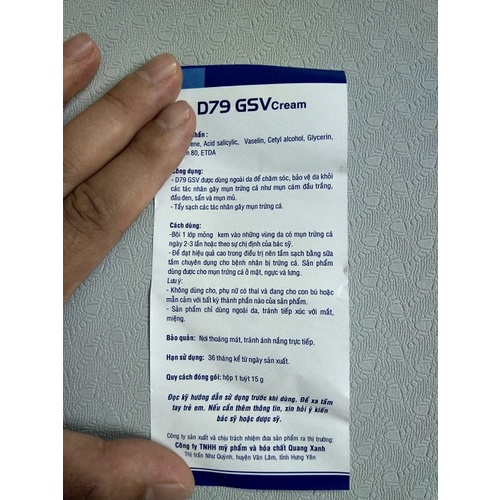 D79 GSV Cream
ene, Acid salicylic, Vaselin, Cetyl alcohol, Glycerin,
80, ETDA
Công dụng:
- D79 GSV được dùng ngoài da để chăm sóc, bảo vệ da khỏi
các tác nhân gây mụn trứng cá như mụn cám đầu trắng,
đầu đen, sẩn và mụn mủ.
- Tẩy sạch các tác nhân gây mụn trứng cá.
Cách dùng:
-Bôi 1 lớp mỏng kem vào những vùng da có mụn trứng cá
ngày 2-3 lần hoặc theo sự chị định của bác sỹ.
- Để đạt hiệu quả cao trong điều trị nên tẩm sạch bằng sữa
tắm chuyên dụng cho bệnh nhân bị trứng cá. Sản phẩm
dùng được cho mụn trứng cá ở mặt, ngực và lưng.
Lưu ý:
- Không dùng cho, phụ nữ có thai và đang cho con bú hoặc
mẫn cảm với bất kỳ thành phần nào của sản phẩm.
- Sản phẩm chỉ dùng ngoài da, tránh tiếp xúc với mắt,
miệng.
Bảo quản: Nơi thoáng mát, tránh ánh nắng trực tiếp.
Hạn sử dụng: 36 tháng kể từ ngày sản xuất.
Quy cách đóng gói: hộp 1 tuýt 15 g
Đọc kỹ hướng dẫn sử dụng trước khi dùng. Để xa tầm
tay trẻ em. Nếu cần thêm thông tin, xin hỏi ý kiến
bác sỹ hoặc dược sỹ.
Công ty sản xuất và chịu trách nhiệm đưa sản phẩm ra thị trường:
Công ty TNHH mỹ phẩm và hóa chất Quang Xanh
Thị trấn Như Quỳnh, huyện Văn Lâm, tỉnh Hưng Yên